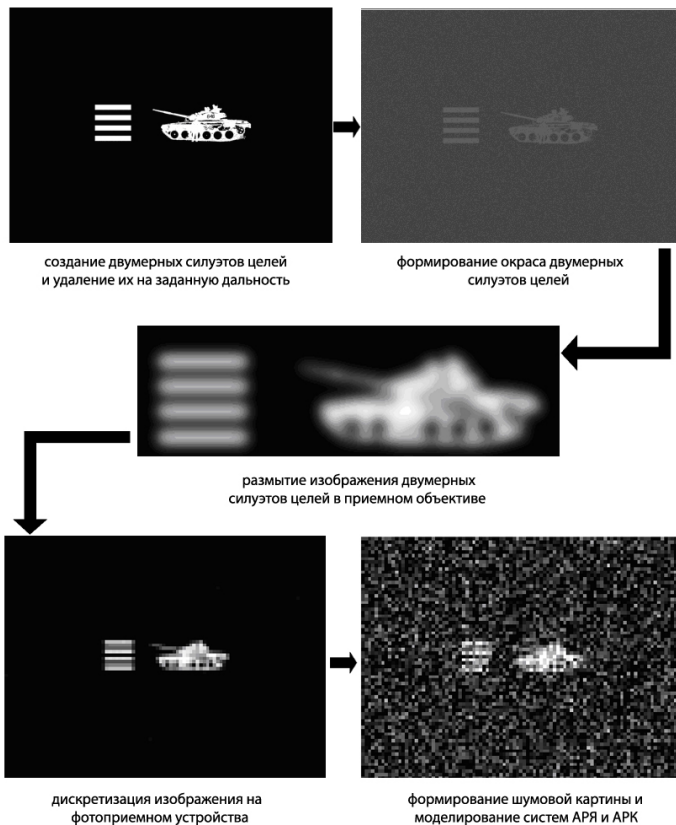 создание двумерных силуэтов целей
и удаление их на заданную дальность
формирование окраса двумерных
силуэтов целей
размытие изображения двумерных
силуэтов целей в приемном объективе
дискретизация изображения на
фотоприемном устройства
формирование шумовой картины и
моделирование систем АРЯ и АРК